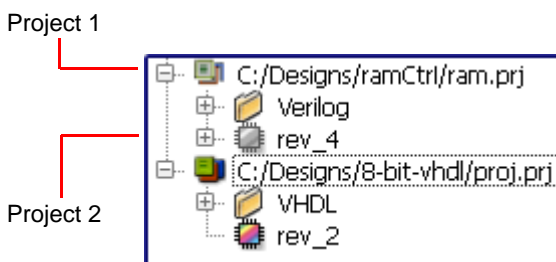 Project 1
C:/Designs/ramCtrl/ram.prj
Verilog
rev_4
C:/Designs/8-bit-vhdl/proj.prj
Project 2
VHDL
rev_2